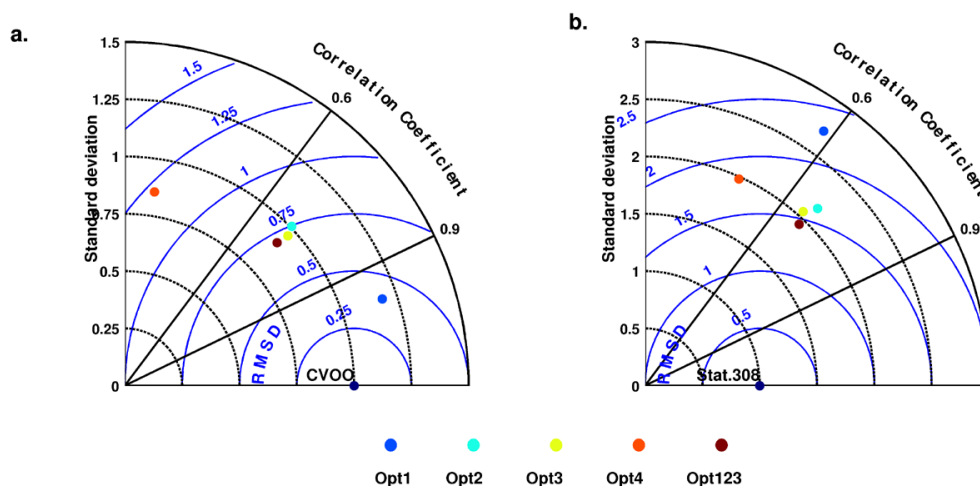 a.
Standard deviation
1.5
1.25
1
0.75
0.5
0.25
0
1.5
1.25
1
0.75
0.5
0.25
RMSD
CVOO
0.6
0.9
Correlation Coefficient
b.
Standard deviation
3
2.5
2
1.5
1
0.5
0
2.5
2
1.5
1
0.5
RMSD
Stat.308
0.6
0.9
Correlation Coefficient
Opt1 Opt2 Opt3 Opt4 Opt123